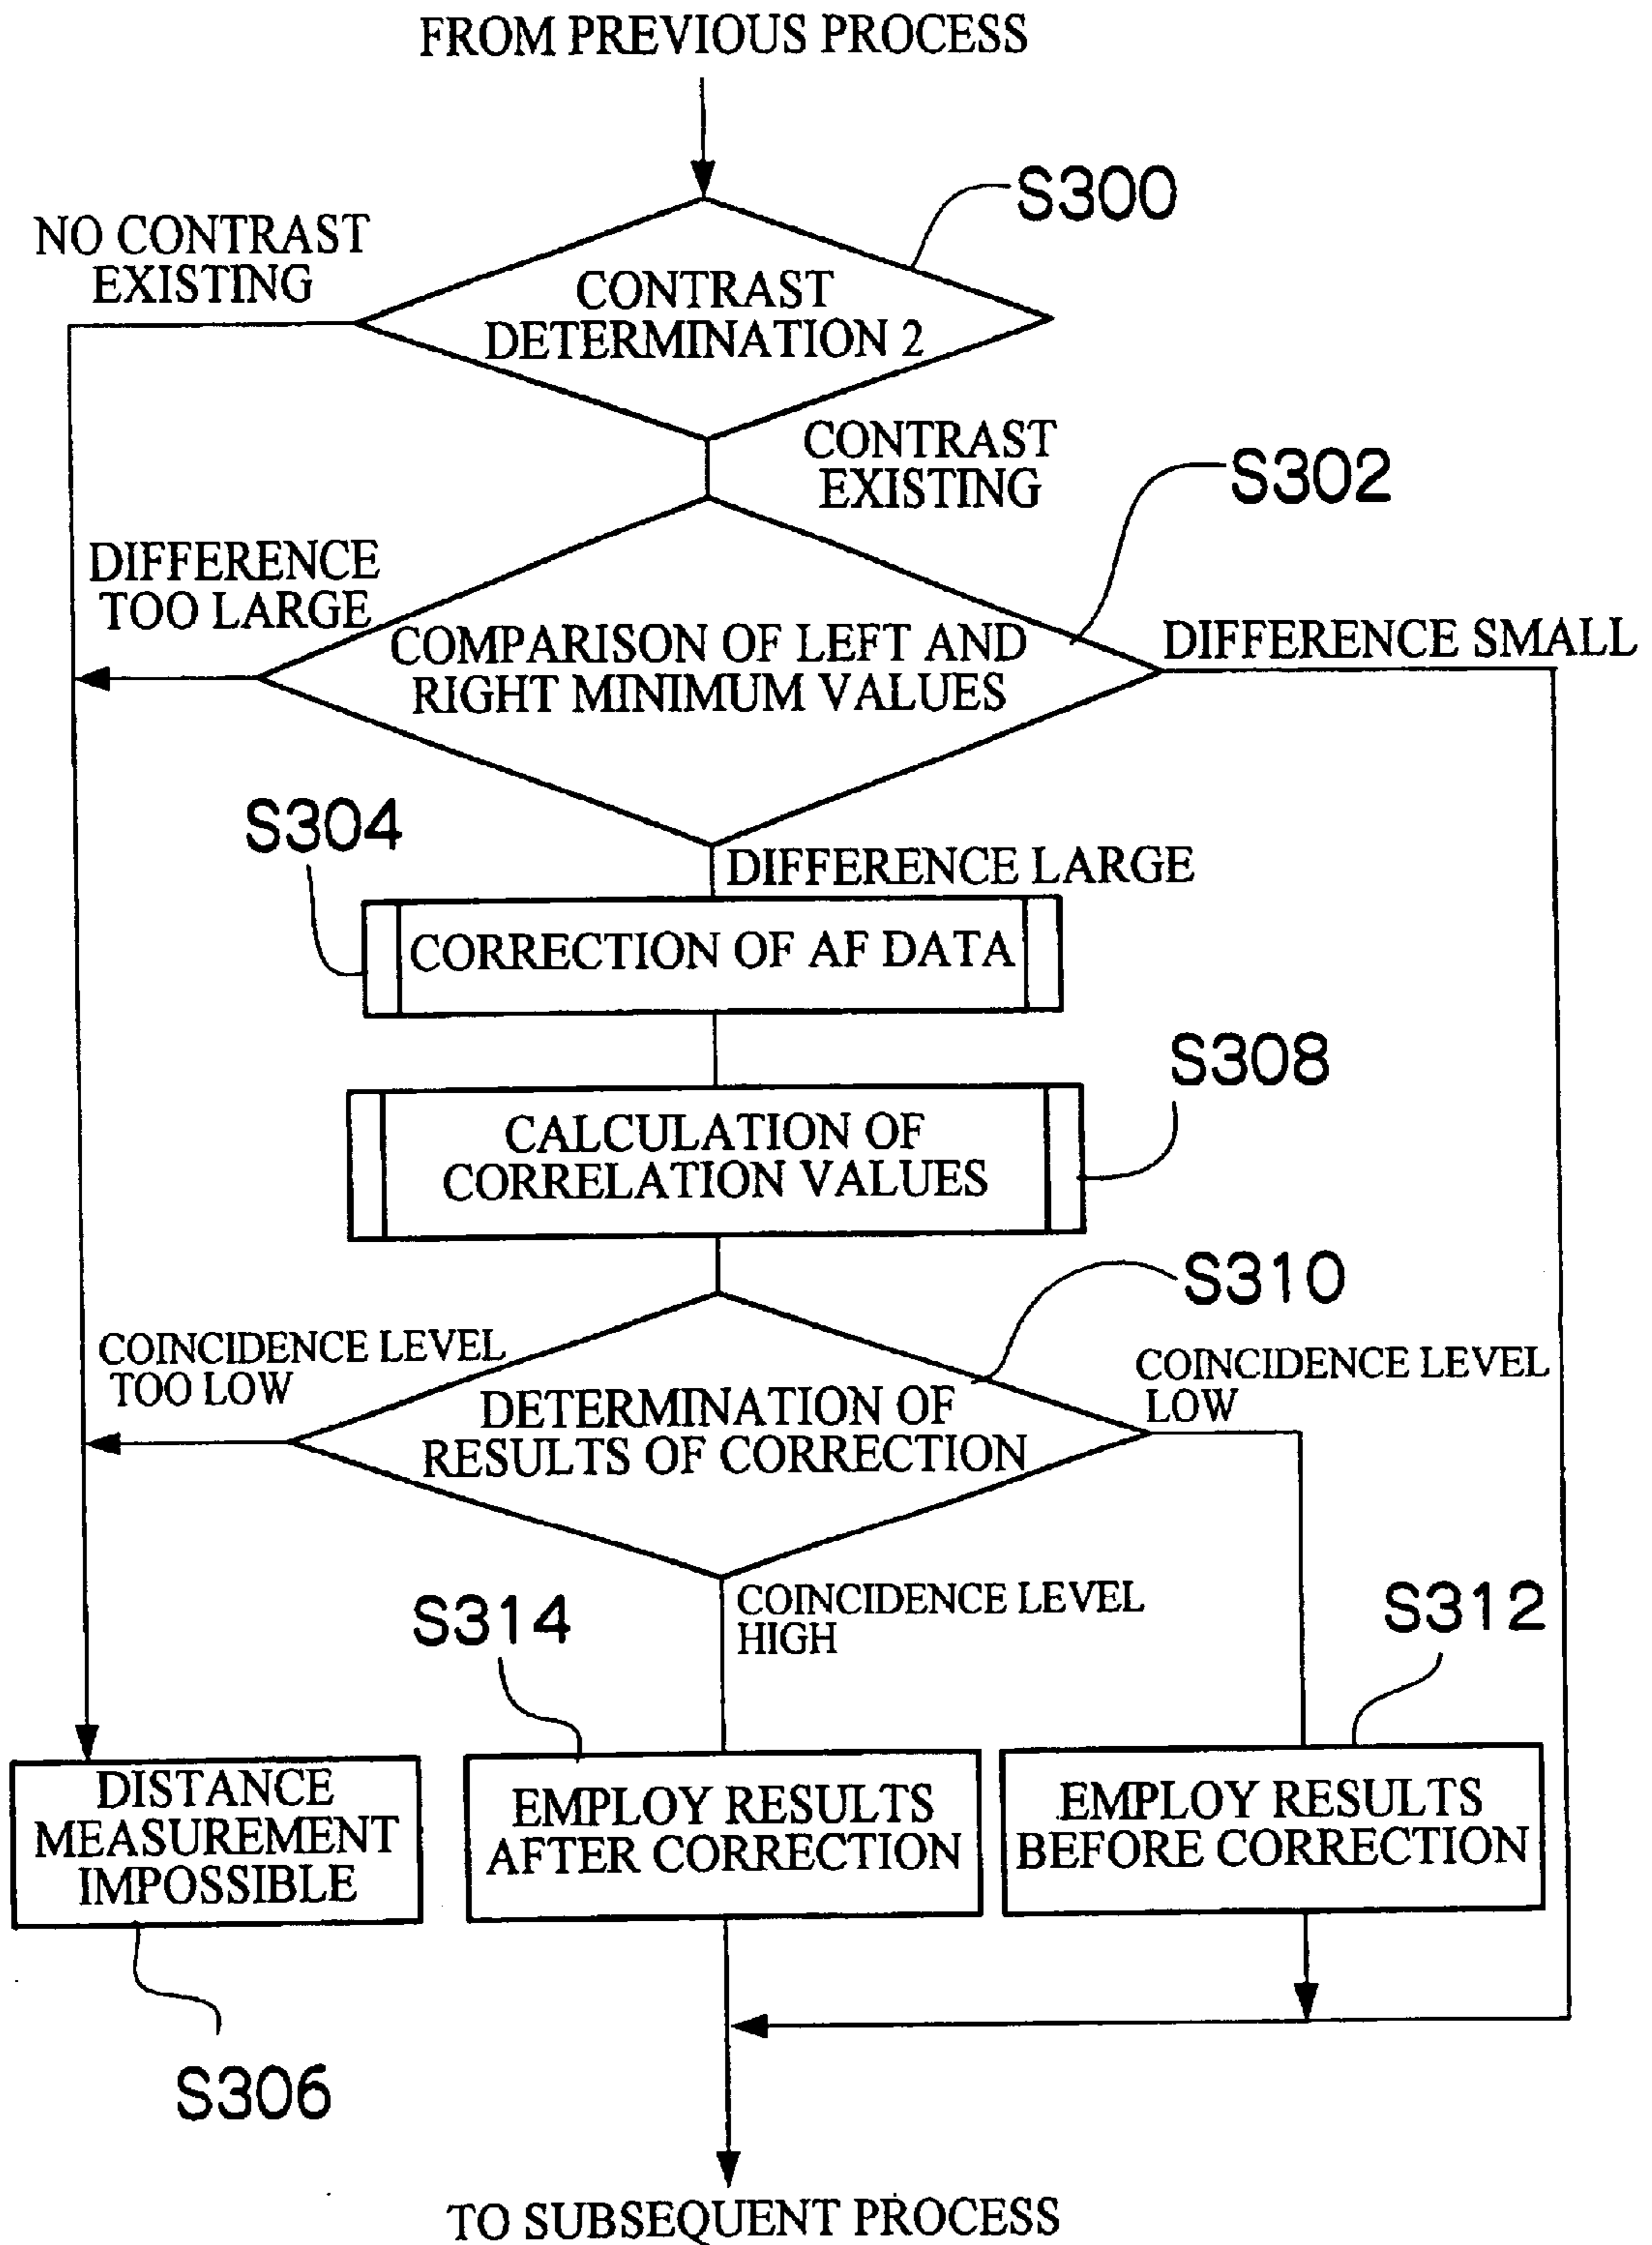 FROM PREVIOUS PROCESS
S300
NO CONTRAST
EXISTING
CONTRAST
DETERMINATION 2
CONTRAST
EXISTING
S302
DIFFERENCE
TOO LARGE
COMPARISON OF LEFT AND
RIGHT MINIMUM VALUES
DIFFERENCE SMALL
S304
DIFFERENCE LARGE
CORRECTION OF AF DATA
S308
CALCULATION OF
CORRELATION VALUES
S310
COINCIDENCE LEVEL
TOO LOW
DETERMINATION OF
RESULTS OF CORRECTION
COINCIDENCE LEVEL
LOW
S314
COINCIDENCE LEVEL
HIGH
S312
DISTANCE
MEASUREMENT
IMPOSSIBLE
EMPLOY RESULTS
AFTER CORRECTION
EMPLOY RESULTS
BEFORE CORRECTION
S306
TO SUBSEQUENT PROCESS